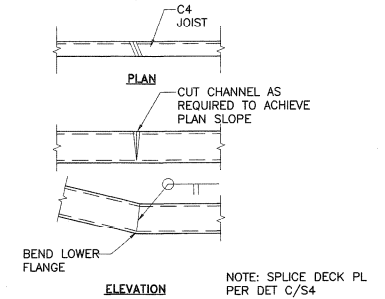 C4
JOIST
PLAN
CUT CHANNEL AS
REQUIRED TO ACHIEVE
PLAN SLOPE
BEND LOWER
FLANGE
ELEVATION
NOTE: SPLICE DECK PL
PER DET C/S4